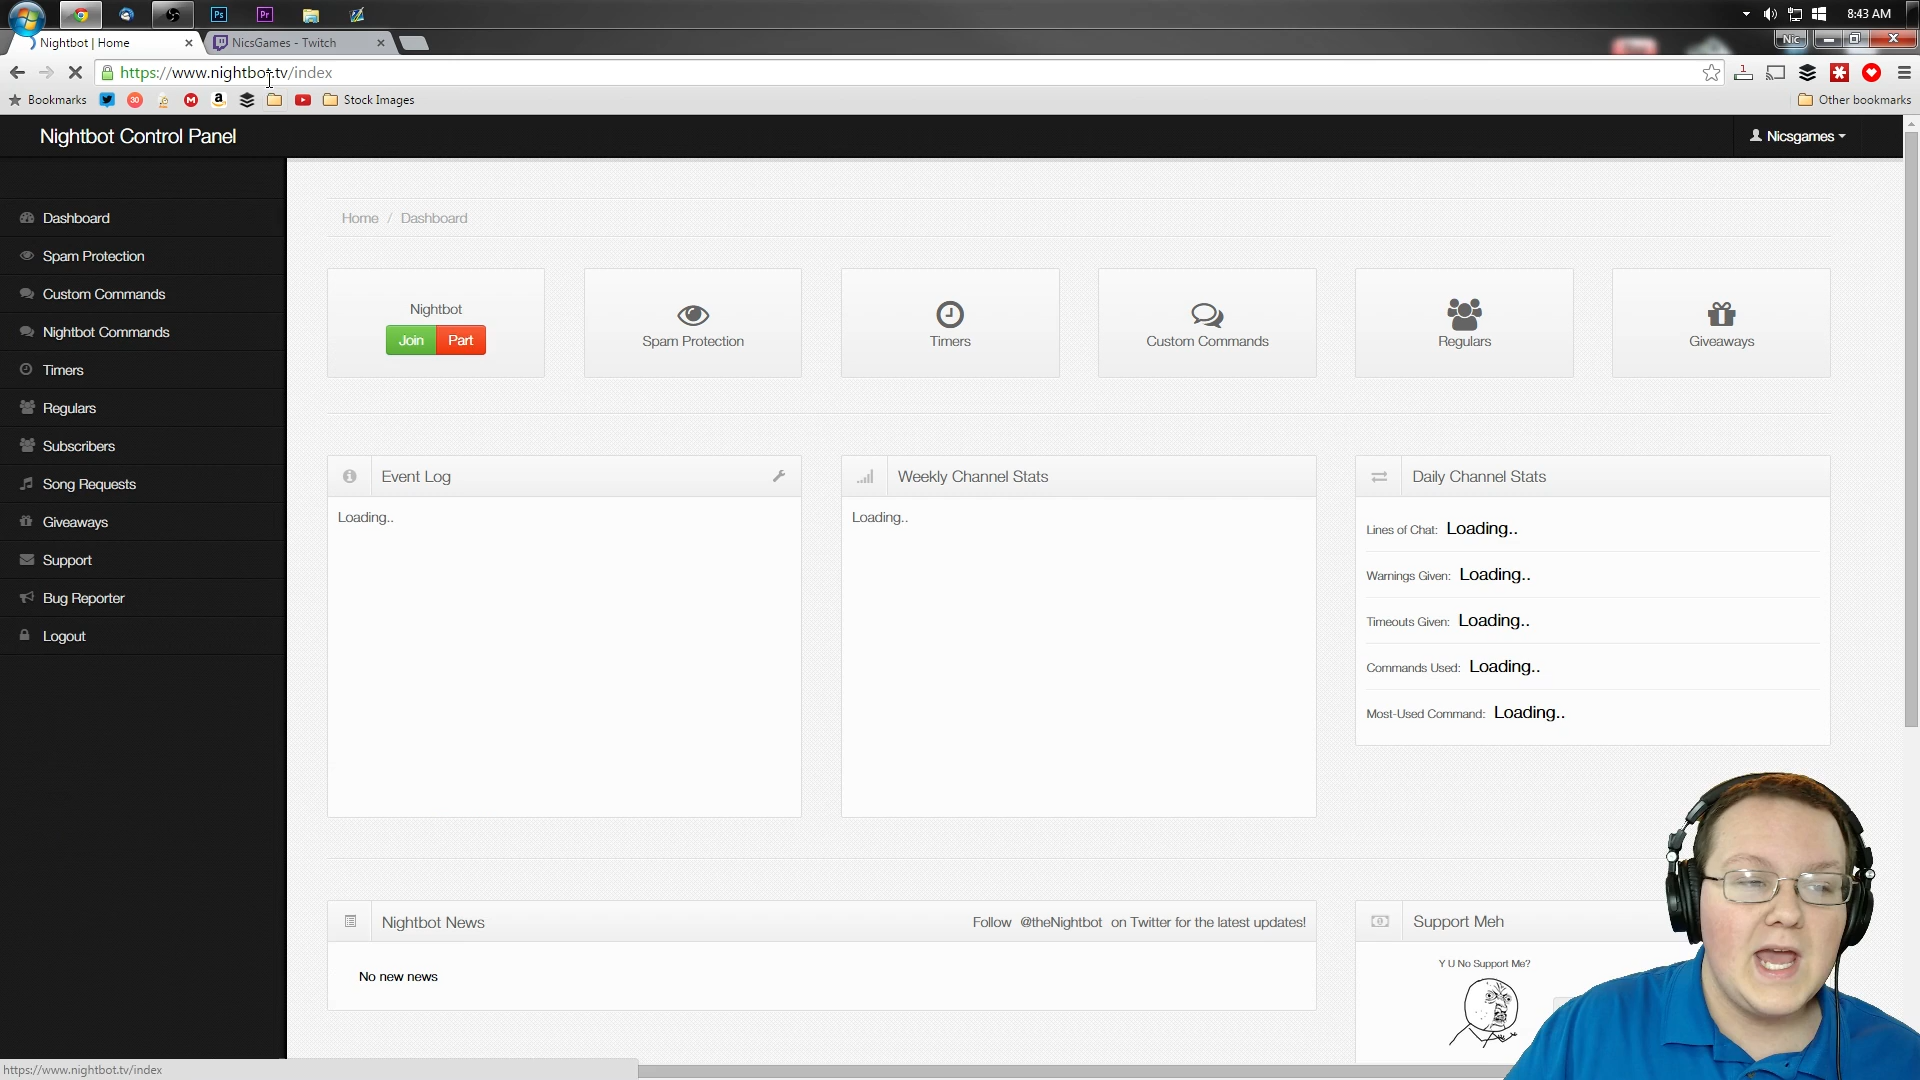 8:43 AM
Nightbot | Home
NicsGames - Twitch
Nic
https://www.nightbot.tv/index
Bookmarks
30
Stock Images
Other bookmarks
Nightbot Control Panel
Nicsgames
Dashboard
Spam Protection
Custom Commands
Nightbot Commands
Timers
Regulars
Subscribers
Song Requests
Giveaways
Support
Bug Reporter
Logout
Home / Dashboard
Nightbot
Join Part
Spam Protection
Timers
Custom Commands
Regulars
Giveaways
Event Log
Loading..
Weekly Channel Stats
Loading..
Daily Channel Stats
Lines of Chat: Loading..
Warnings Given: Loading..
Timeouts Given: Loading..
Commands Used: Loading..
Most-Used Command: Loading..
Nightbot News
Follow @theNightbot on Twitter for the latest updates!
No new news
Support Meh
Y U No Support Me?
https://www.nightbot.tv/index